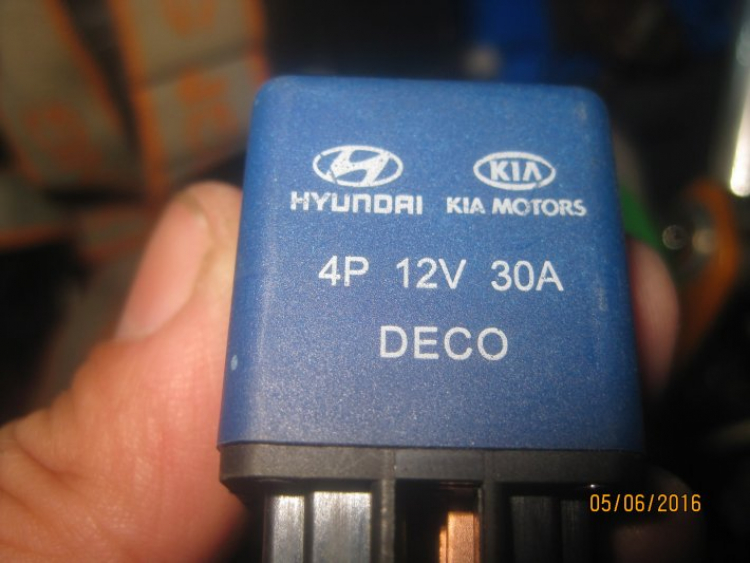 KIA
HYUNDAI KIA MOTORS
4P 12V 30A
DECO
05/06/2016